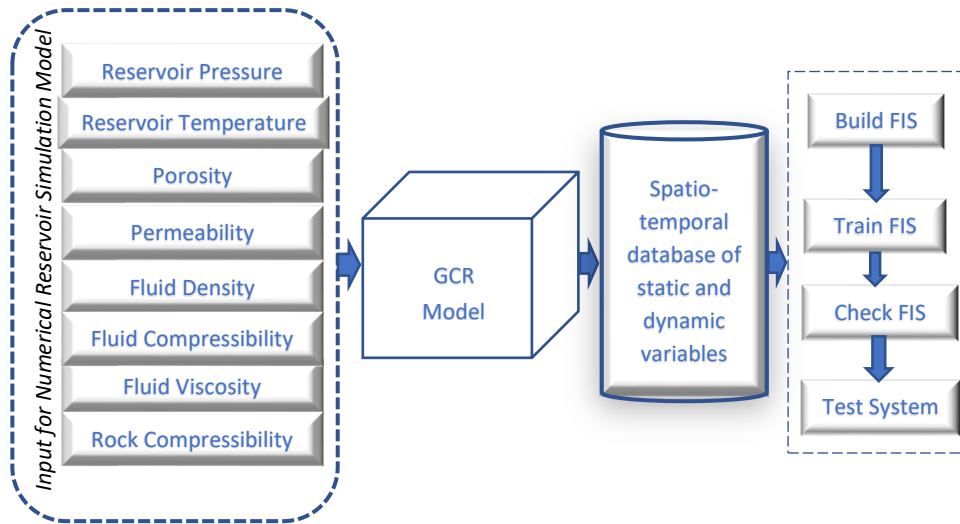 Input for Numerical Reservoir Simulation Model
Reservoir Pressure
Reservoir Temperature
Porosity
Permeability
Fluid Density
Fluid Compressibility
Fluid Viscosity
Rock Compressibility
GCR
Model
Spatio-
temporal
database of
static and
dynamic
variables
Build FIS
Train FIS
Check FIS
Test System